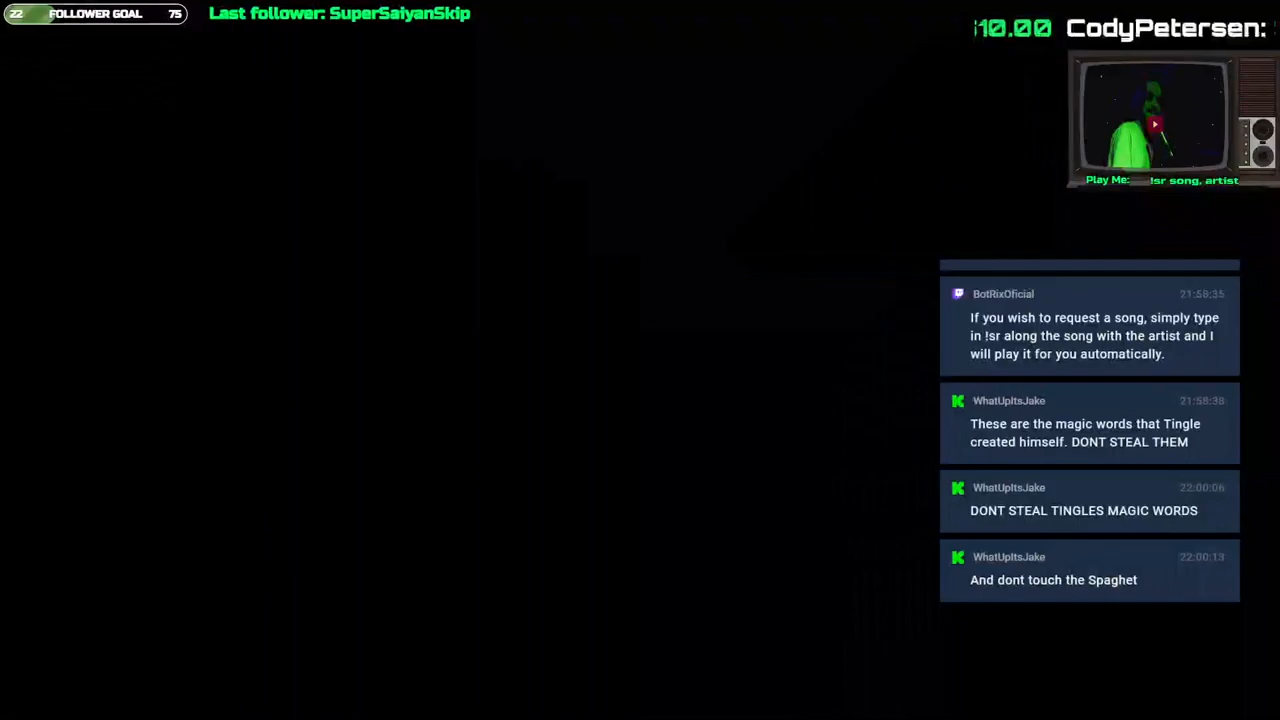 22 FOLLOWER GOAL 75
Last follower: SuperSaiyanSkip
10.00 CodyPetersen:
Play Me: !sr song, artist
BotRixOficial 21:58:35
If you wish to request a song, simply type
in !sr along the song with the artist and I
will play it for you automatically.
WhatUpItsJake 21:58:38
These are the magic words that Tingle
created himself. DONT STEAL THEM
WhatUpItsJake 22:00:06
DONT STEAL TINGLES MAGIC WORDS
WhatUpItsJake 22:00:13
And dont touch the Spaghet